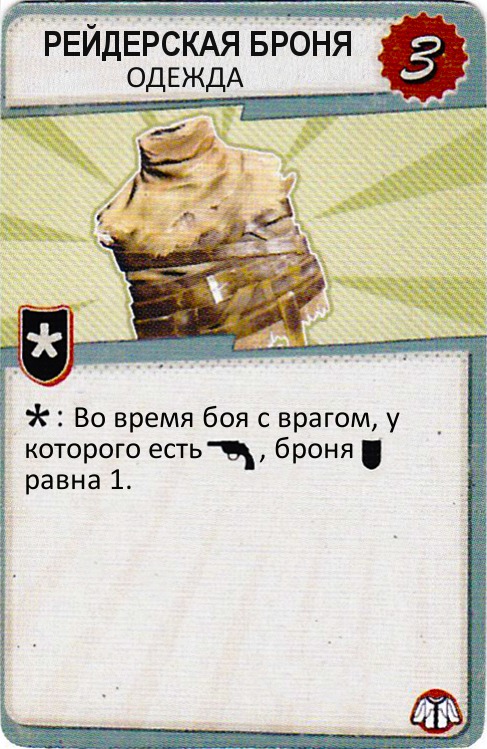 РЕЙДЕРСКАЯ БРОНЯ
ОДЕЖДА
3
*
* : Во время боя с врагом, у
которого есть , броня
равна 1.